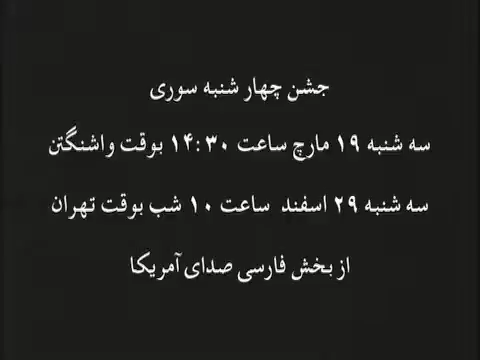 جشن چهار شنبه سوری
سه شنبه ۱۹ مارچ ساعت ۱۴:۳۰ بوقت واشنگتن
سه شنبه ۲۹ اسفند ساعت ۱۰ شب بوقت تهران
از بخش فارسی صدای آمریکا